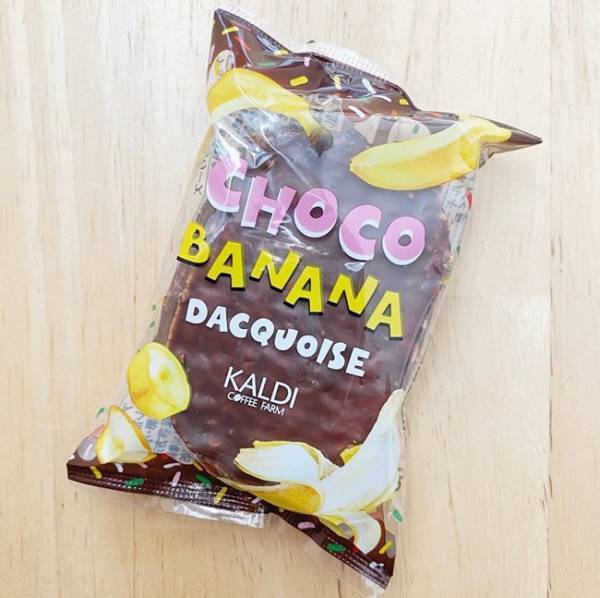 CHOCO
BANANA
DACQUOISE
KALDI
COFFEE FARM